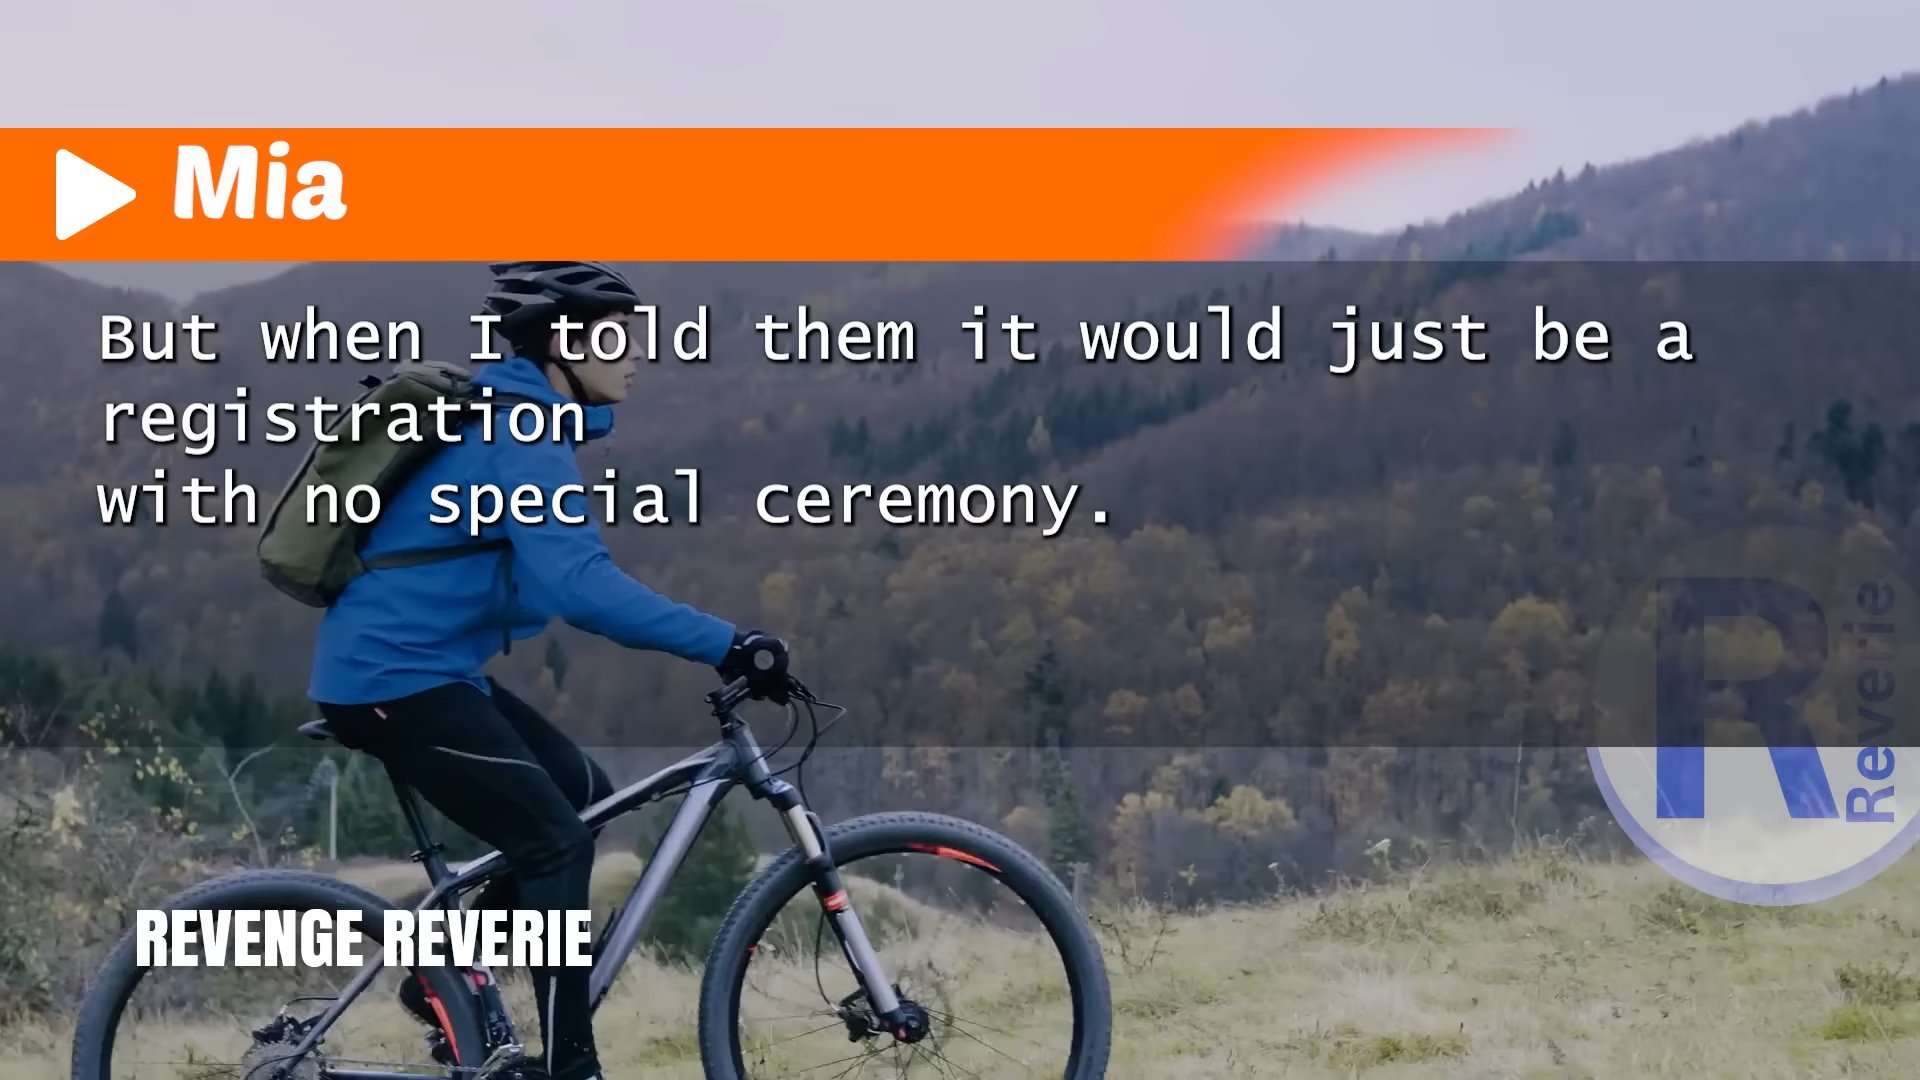 Mia
But when I told them it would just be a
registration
with no special ceremony.
R
Reverie
REVENGE REVERIE